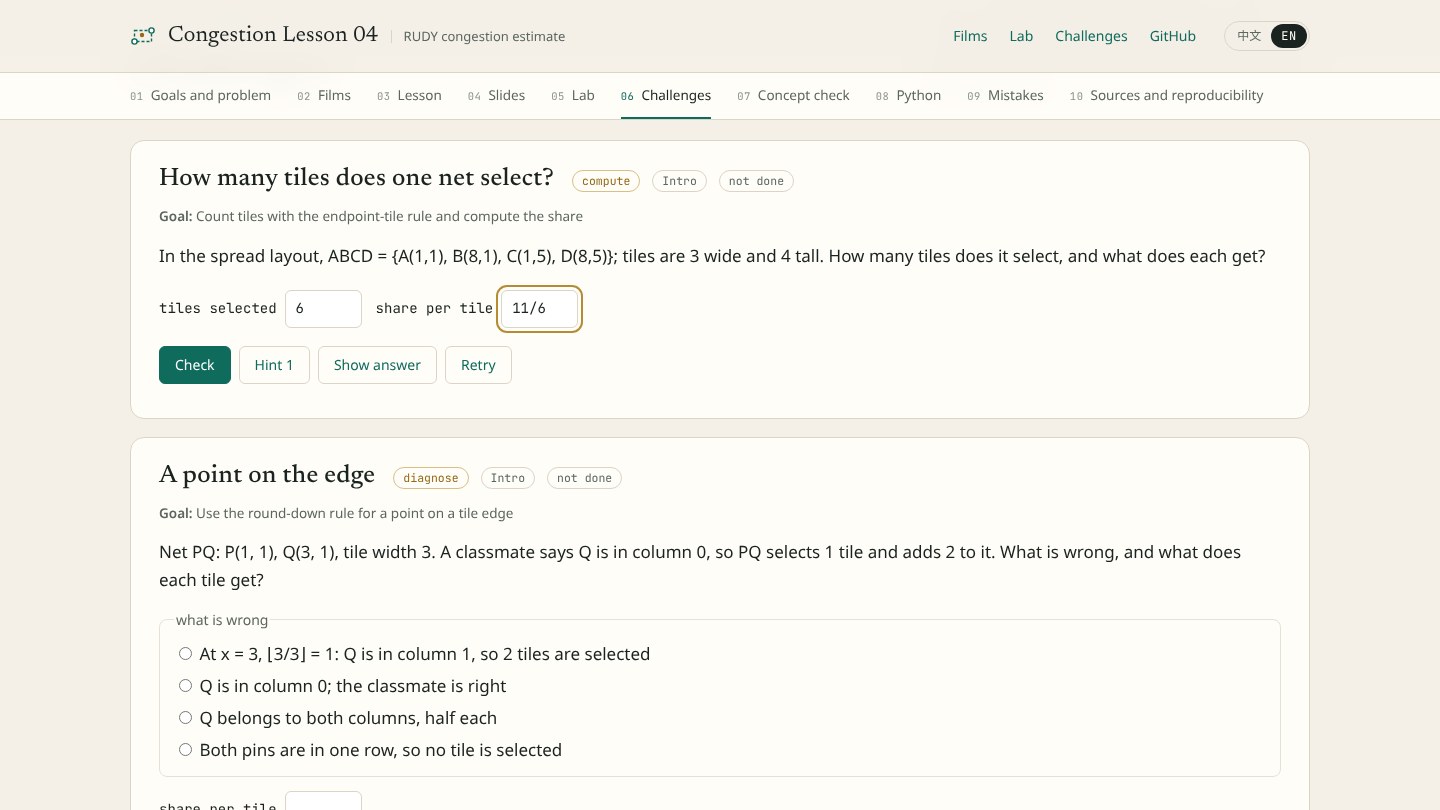 Congestion Lesson 04
RUDY congestion estimate
Films
Lab
Challenges
GitHub
中文
EN
01 Goals and problem
02 Films
03 Lesson
04 Slides
05 Lab
06 Challenges
07 Concept check
08 Python
09 Mistakes
10 Sources and reproducibility
How many tiles does one net select?
compute
Intro
not done
Goal: Count tiles with the endpoint-tile rule and compute the share
In the spread layout, ABCD = {A(1,1), B(8,1), C(1,5), D(8,5)}; tiles are 3 wide and 4 tall. How many tiles does it select, and what does each get?
tiles selected 6
share per tile 11/6
Check
Hint 1
Show answer
Retry
A point on the edge
diagnose
Intro
not done
Goal: Use the round-down rule for a point on a tile edge
Net PQ: P(1, 1), Q(3, 1), tile width 3. A classmate says Q is in column 0, so PQ selects 1 tile and adds 2 to it. What is wrong, and what does
each tile get?
what is wrong
At x = 3, ⌊3/3⌋ = 1: Q is in column 1, so 2 tiles are selected
Q is in column 0; the classmate is right
Q belongs to both columns, half each
Both pins are in one row, so no tile is selected
share per tile